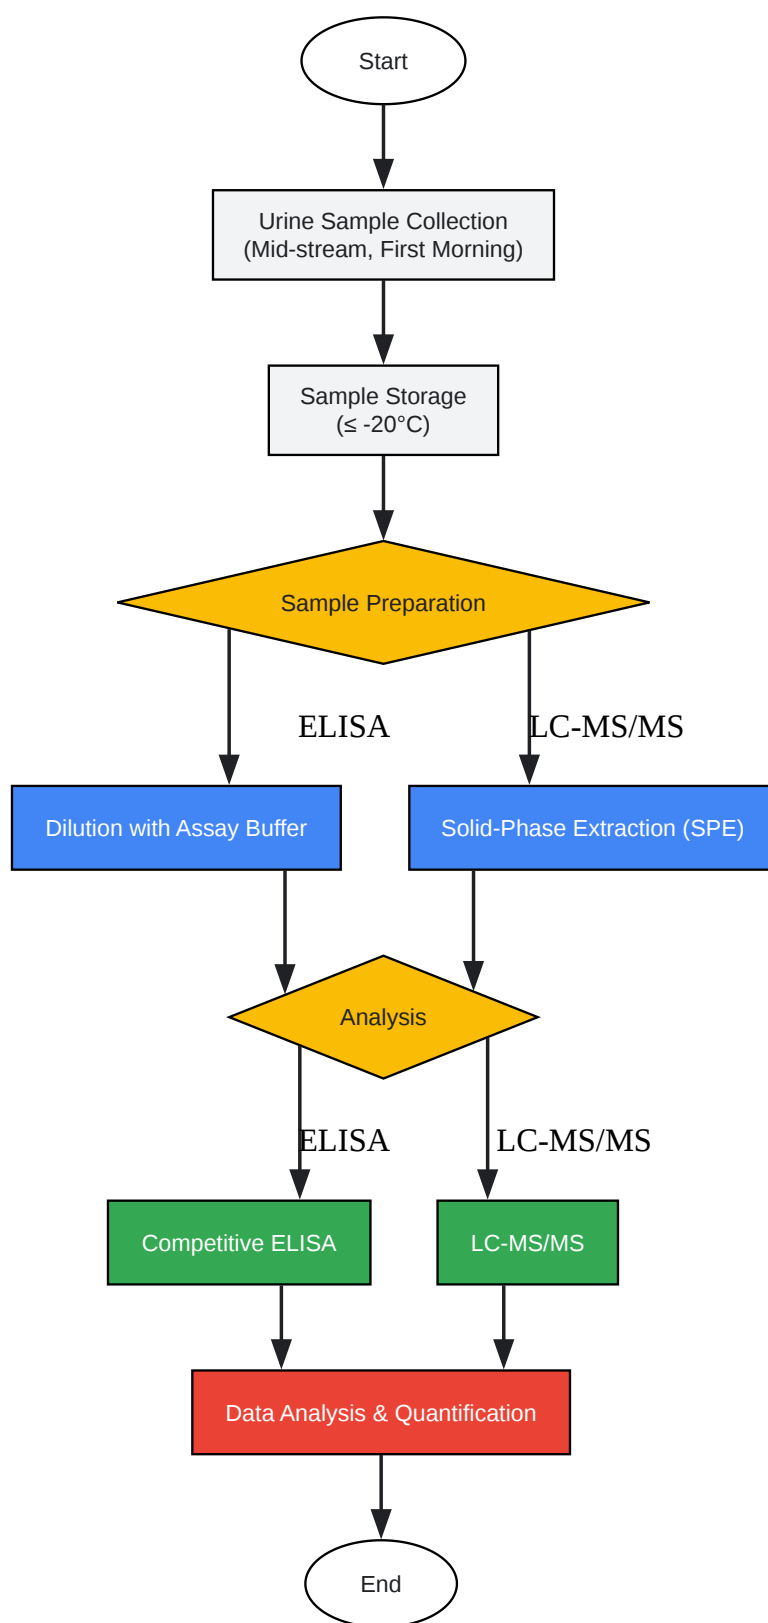 Start
Urine Sample Collection
(Mid-stream, First Morning)
Sample Storage
(≤ -20°C)
Sample Preparation
ELISA
LC-MS/MS
Dilution with Assay Buffer
Solid-Phase Extraction (SPE)
Analysis
ELISA
LC-MS/MS
Competitive ELISA
LC-MS/MS
Data Analysis & Quantification
End